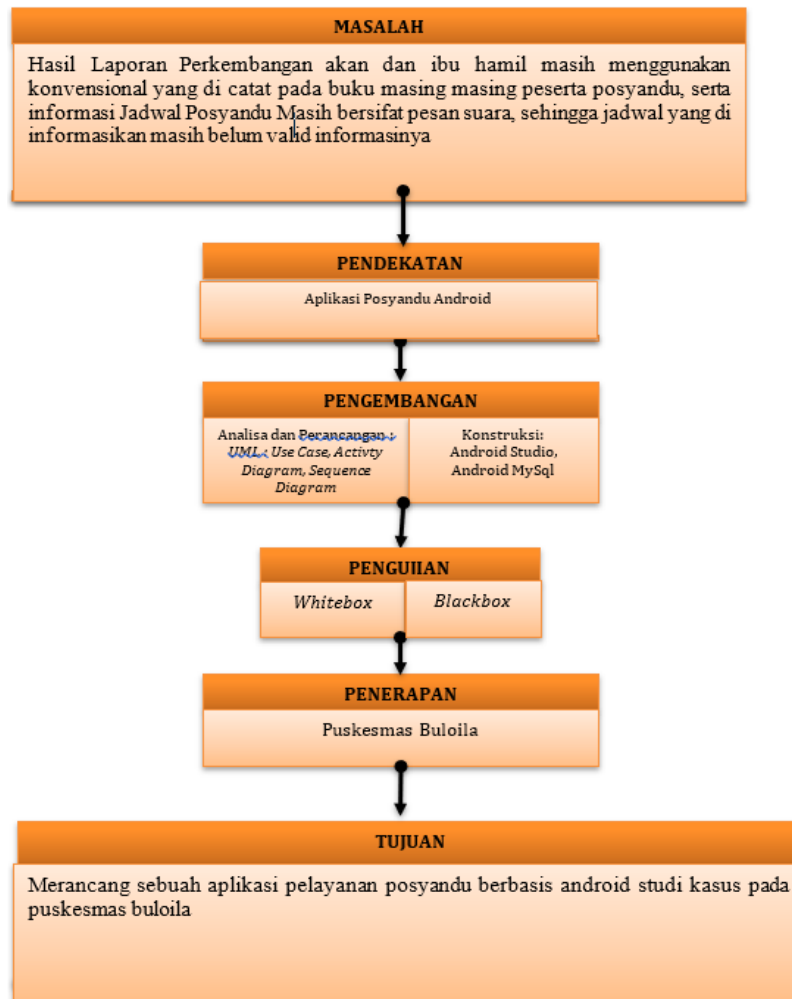 MASALAH
Hasil Laporan Perkembangan akan dan ibu hamil masih menggunakan
konvensional yang di catat pada buku masing masing peserta posyandu, serta
informasi Jadwal Posyandu Masih bersifat pesan suara, sehingga jadwal yang di
informasikan masih belum valid informasinya
PENDEKATAN
Aplikasi Posyandu Android
PENGEMBANGAN
Analisa dan Perancangan :
UML : Use Case, Activty
Diagram, Sequence
Diagram
Konstruksi:
Android Studio,
Android MySql
PENGUJIAN
Whitebox
Blackbox
PENERAPAN
Puskesmas Buloila
TUJUAN
Merancang sebuah aplikasi pelayanan posyandu berbasis android studi kasus pada
puskesmas buloila